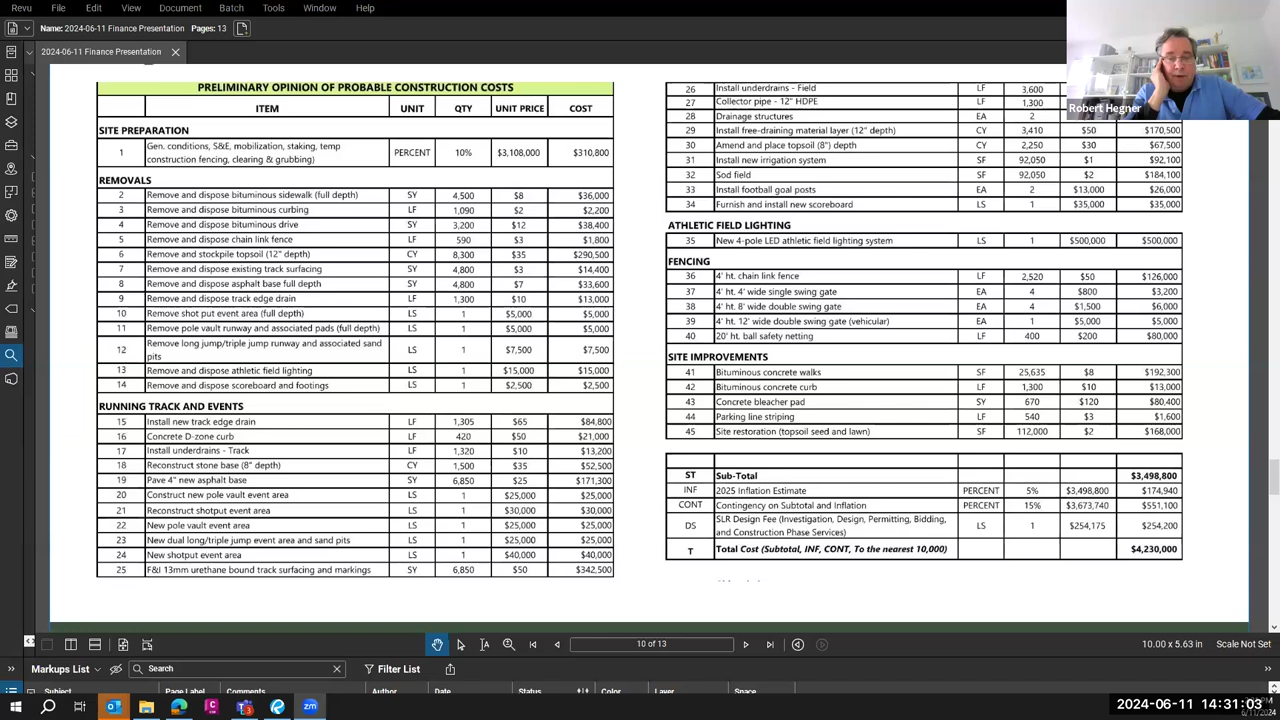 Revu File Edit View Document Batch Tools Window Help
Name: 2024-06-11 Finance Presentation Pages: 13
2024-06-11 Finance Presentation
PRELIMINARY OPINION OF PROBABLE CONSTRUCTION COSTS
ITEM UNIT QTY UNIT PRICE COST
SITE PREPARATION
1 Gen. conditions, S&E, mobilization, staking, temp construction fencing, clearing & grubbing) PERCENT 10% $3,108,000 $310,800
REMOVALS
2 Remove and dispose bituminous sidewalk (full depth) SY 4,500 $8 $36,000
3 Remove and dispose bituminous curbing LF 1,090 $2 $2,200
4 Remove and dispose bituminous drive SY 3,200 $12 $38,400
5 Remove and dispose chain link fence LF 590 $3 $1,800
6 Remove and stockpile topsoil (12" depth) CY 8,300 $35 $290,500
7 Remove and dispose existing track surfacing SY 4,800 $3 $14,400
8 Remove and dispose asphalt base full depth SY 4,800 $7 $33,600
9 Remove and dispose track edge drain LF 1,300 $10 $13,000
10 Remove shot put event area (full depth) LS 1 $5,000 $5,000
11 Remove pole vault runway and associated pads (full depth) LS 1 $5,000 $5,000
12 Remove long jump/triple jump runway and associated sand pits LS 1 $7,500 $7,500
13 Remove and dispose athletic field lighting LS 1 $15,000 $15,000
14 Remove and dispose scoreboard and footings LS 1 $2,500 $2,500
RUNNING TRACK AND EVENTS
15 Install new track edge drain LF 1,305 $65 $84,800
16 Concrete D-zone curb LF 420 $50 $21,000
17 Install underdrains - Track LF 1,320 $10 $13,200
18 Reconstruct stone base (8" depth) CY 1,500 $35 $52,500
19 Pave 4" new asphalt base SY 6,850 $25 $171,300
20 Construct new pole vault event area LS 1 $25,000 $25,000
21 Reconstruct shotput event area LS 1 $30,000 $30,000
22 New pole vault event area LS 1 $25,000 $25,000
23 New dual long/triple jump event area and sand pits LS 1 $25,000 $25,000
24 New shotput event area LS 1 $40,000 $40,000
25 F&I 13mm urethane bound track surfacing and markings SY 6,850 $50 $342,500
26 Install underdrains - Field LF 3,600
27 Collector pipe - 12" HDPE LF 1,300
28 Drainage structures EA 2
29 Install free-draining material layer (12" depth) CY 3,410 $50 $170,500
30 Amend and place topsoil (8") depth CY 2,250 $30 $67,500
31 Install new irrigation system SF 92,050 $1 $92,100
32 Sod field SF 92,050 $2 $184,100
33 Install football goal posts EA 2 $13,000 $26,000
34 Furnish and install new scoreboard LS 1 $35,000 $35,000
ATHLETIC FIELD LIGHTING
35 New 4-pole LED athletic field lighting system LS 1 $500,000 $500,000
FENCING
36 4' ht. chain link fence LF 2,520 $50 $126,000
37 4' ht. 4' wide single swing gate EA 4 $800 $3,200
38 4' ht. 8' wide double swing gate EA 4 $1,500 $6,000
39 4' ht. 12' wide double swing gate (vehicular) EA 1 $5,000 $5,000
40 20' ht. ball safety netting LF 400 $200 $80,000
SITE IMPROVEMENTS
41 Bituminous concrete walks SF 25,635 $8 $192,300
42 Bituminous concrete curb LF 1,300 $10 $13,000
43 Concrete bleacher pad SY 670 $120 $80,400
44 Parking line striping LF 540 $3 $1,600
45 Site restoration (topsoil seed and lawn) SF 112,000 $2 $168,000
ST Sub-Total $3,498,800
INF 2025 Inflation Estimate PERCENT 5% $3,498,800 $174,940
CONT Contingency on Subtotal and Inflation PERCENT 15% $3,673,740 $551,100
DS SLR Design Fee (Investigation, Design, Permitting, Bidding, and Construction Phase Services) LS 1 $254,175 $254,200
T Total Cost (Subtotal, INF, CONT, To the nearest 10,000) $4,230,000
Robert Hegner
10 of 13
10.00 x 5.63 in Scale Not Set
Markups List Search Filter List
Subject Page Label Comments Author Date Status Color Layer Space
2024-06-11 14:31:03